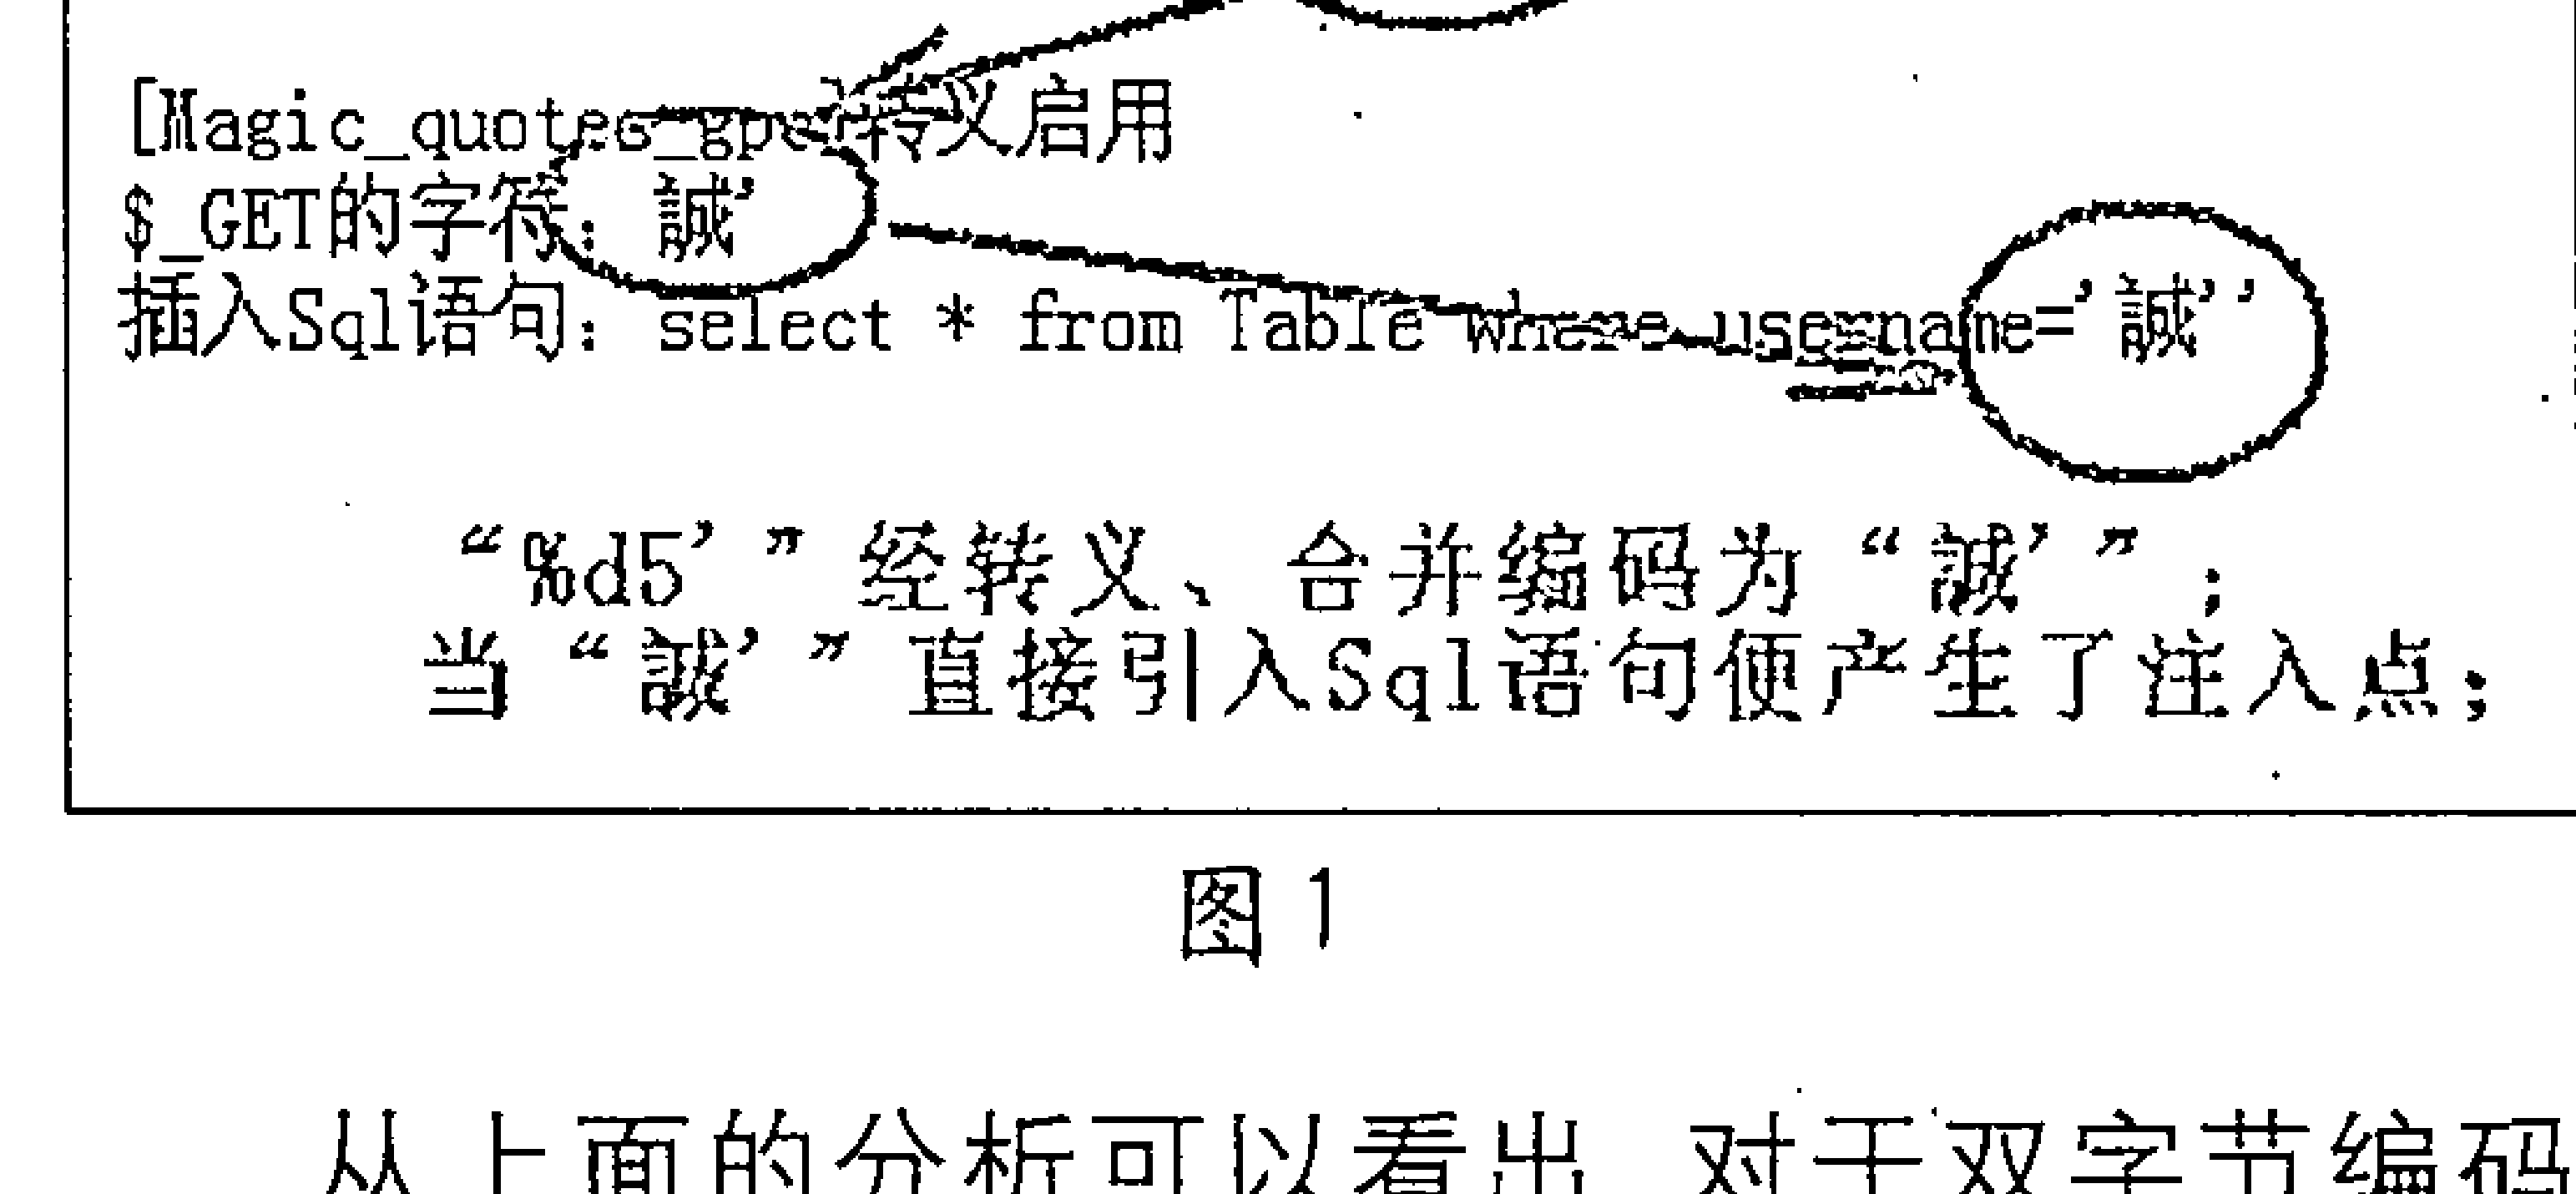 [Magic_quotes_gpc]转义启用
$_GET的字符：誠'
插入Sql语句：select * from Table where username='誠''
“%d5'”经转义、合并编码为“誠'”；
当“誠'”直接引入Sql语句便产生了注入点；
图 1
从上面的分析可以看出 对于双字节编码